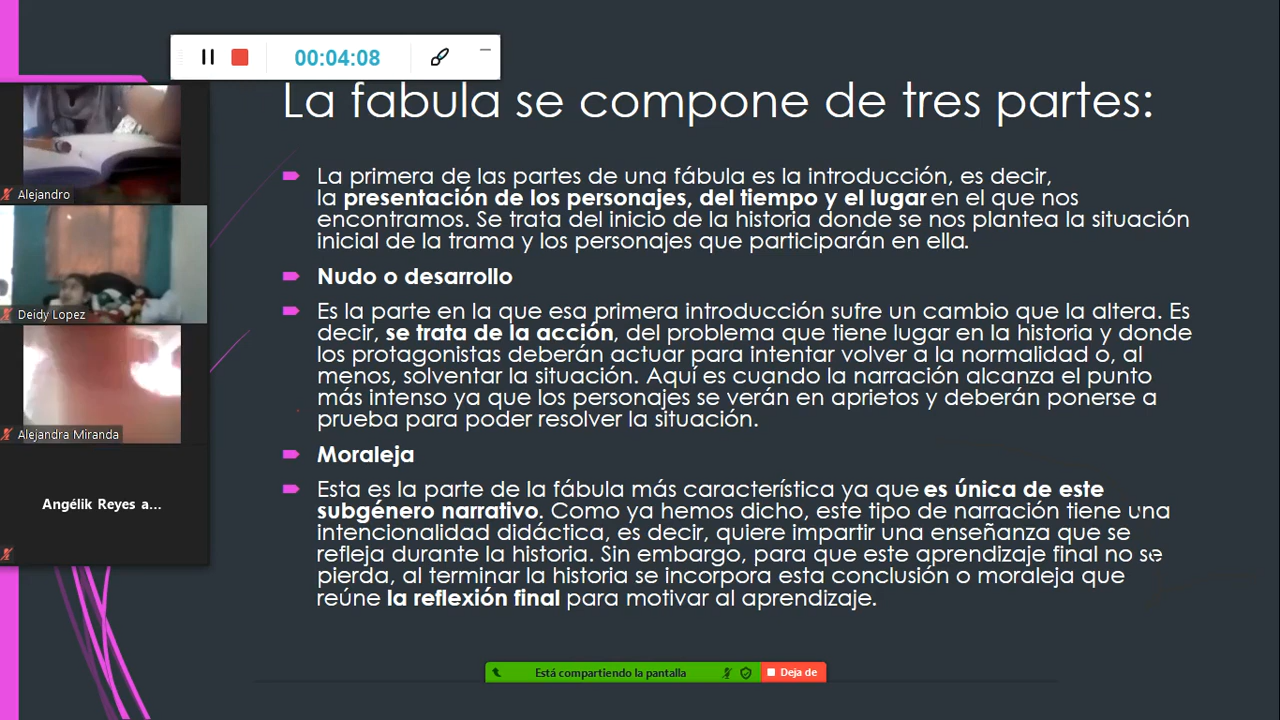 00:04:08
La fabula se compone de tres partes:
La primera de las partes de una fábula es la introducción, es decir,
la presentación de los personajes, del tiempo y el lugar en el que nos
encontramos. Se trata del inicio de la historia donde se nos plantea la situación
inicial de la trama y los personajes que participarán en ella.
Nudo o desarrollo
Es la parte en la que esa primera introducción sufre un cambio que la altera. Es
decir, se trata de la acción, del problema que tiene lugar en la historia y donde
los protagonistas deberán actuar para intentar volver a la normalidad o, al
menos, solventar la situación. Aquí es cuando la narración alcanza el punto
más intenso ya que los personajes se verán en aprietos y deberán ponerse a
prueba para poder resolver la situación.
Moraleja
Esta es la parte de la fábula más característica ya que es única de este
subgénero narrativo. Como ya hemos dicho, este tipo de narración tiene una
intencionalidad didáctica, es decir, quiere impartir una enseñanza que se
refleja durante la historia. Sin embargo, para que este aprendizaje final no se
pierda, al terminar la historia se incorpora esta conclusión o moraleja que
reúne la reflexión final para motivar al aprendizaje.
Alejandro
Deidy Lopez
Alejandra Miranda
Angélik Reyes a...
Está compartiendo la pantalla
Deja de